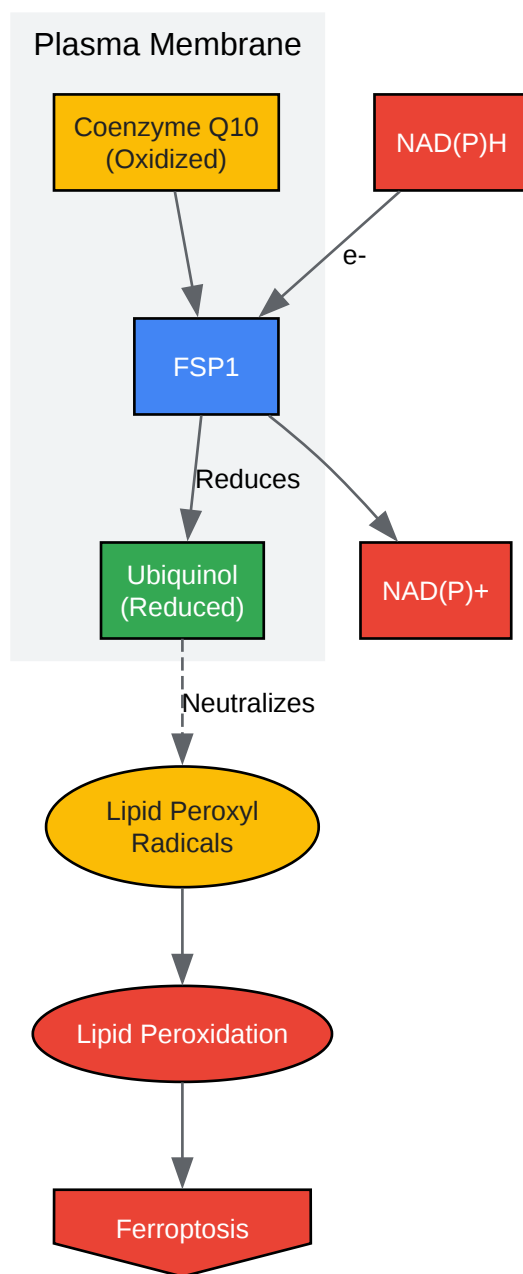 Plasma Membrane
Coenzyme Q10
(Oxidized)
NAD(P)H
e-
FSP1
Reduces
Ubiquinol
(Reduced)
NAD(P)+
Neutralizes
Lipid Peroxyl
Radicals
Lipid Peroxidation
Ferroptosis